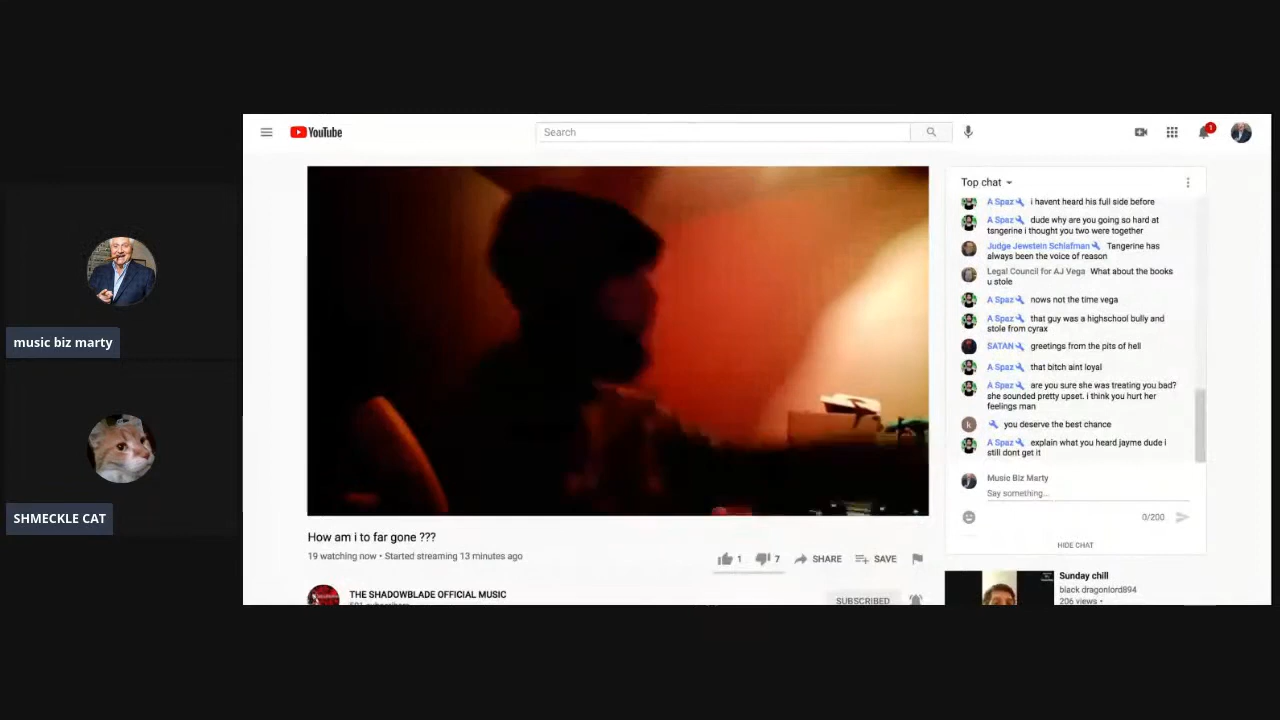 YouTube
Search
1
music biz marty
SHMECKLE CAT
How am i to far gone ???
19 watching now • Started streaming 13 minutes ago
1
7
SHARE
SAVE
THE SHADOWBLADE OFFICIAL MUSIC
SUBSCRIBED
Top chat
A Spaz i havent heard his full side before
A Spaz dude why are you going so hard at
tangerine i thought you two were together
Judge Jewstein Schlafman Tangerine has
always been the voice of reason
Legal Council for AJ Vega What about the books
u stole
A Spaz nows not the time vega
A Spaz that guy was a highschool bully and
stole from cyrax
SATAN greetings from the pits of hell
A Spaz that bitch aint loyal
A Spaz are you sure she was treating you bad?
she sounded pretty upset. i think you hurt her
feelings man
k you deserve the best chance
A Spaz explain what you heard jayme dude i
still dont get it
Music Biz Marty
Say something...
0/200
HIDE CHAT
Sunday chill
black dragonlord894
206 views •